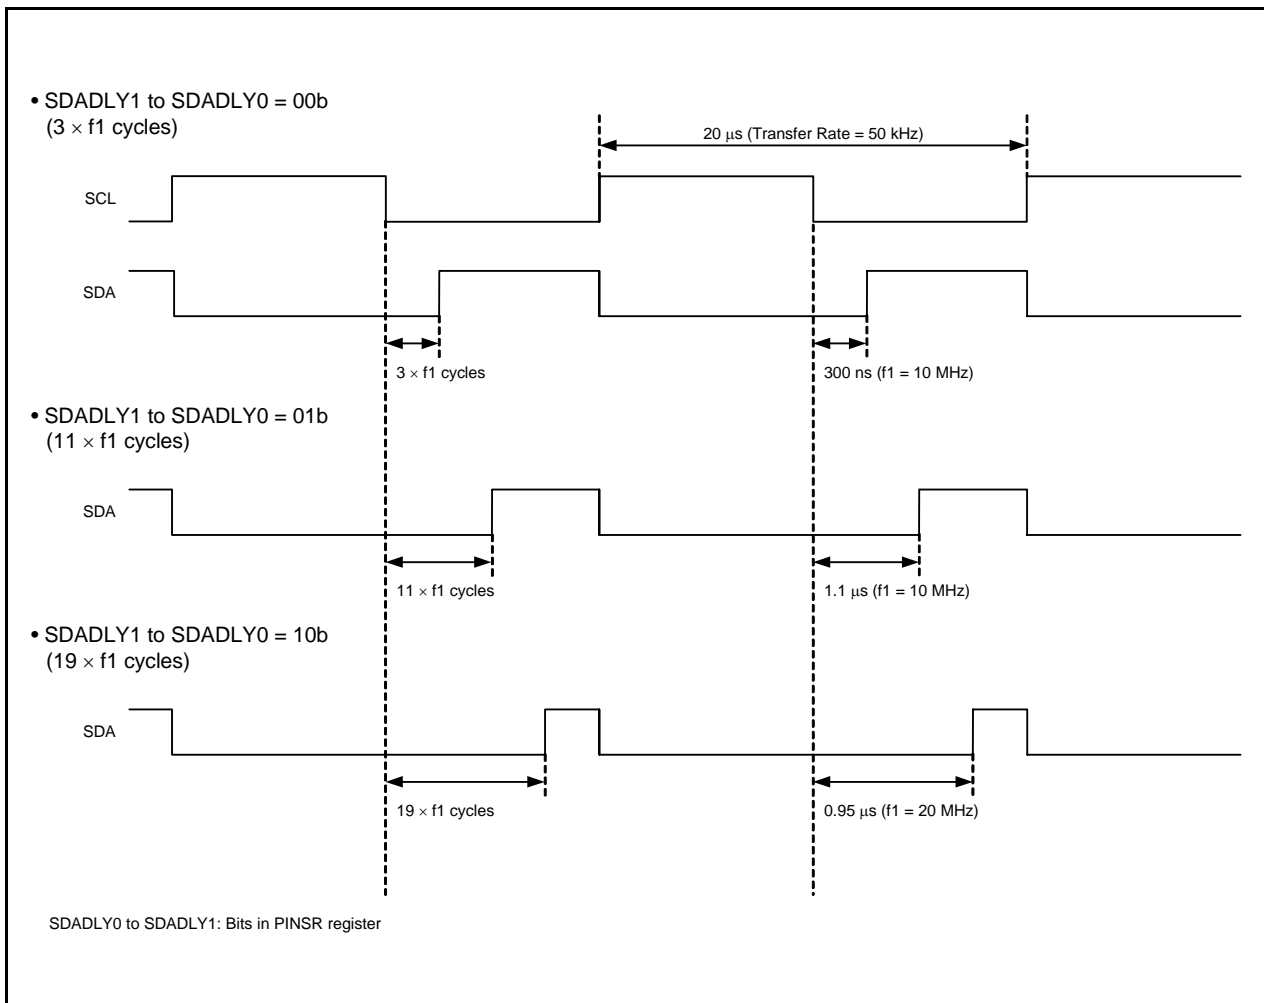 • SDADLY1 to SDADLY0 = 00b
(3 × f1 cycles)
20 μs (Transfer Rate = 50 kHz)
SCL
SDA
3 × f1 cycles
300 ns (f1 = 10 MHz)
• SDADLY1 to SDADLY0 = 01b
(11 × f1 cycles)
SDA
11 × f1 cycles
1.1 μs (f1 = 10 MHz)
• SDADLY1 to SDADLY0 = 10b
(19 × f1 cycles)
SDA
19 × f1 cycles
0.95 μs (f1 = 20 MHz)
SDADLY0 to SDADLY1: Bits in PINSR register